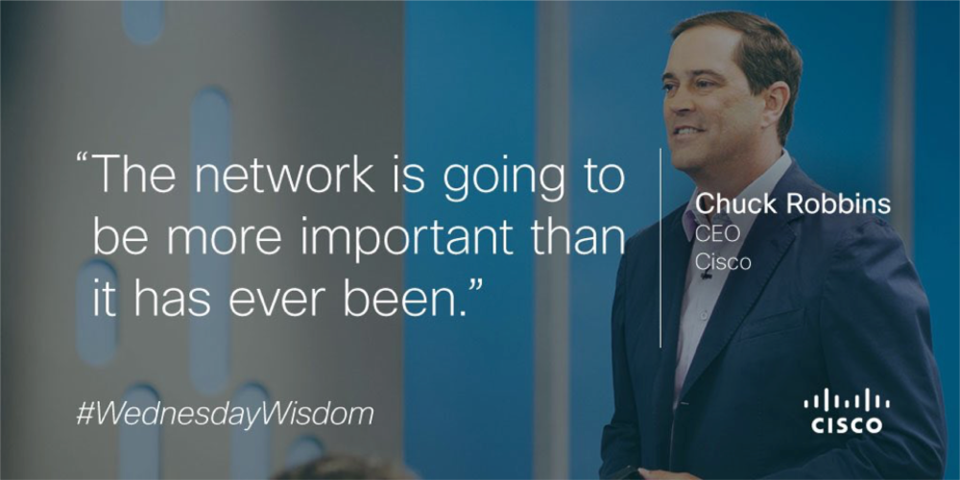 “The network is going to
be more important than
it has ever been.”
Chuck Robbins
CEO
Cisco
#WednesdayWisdom
CISCO